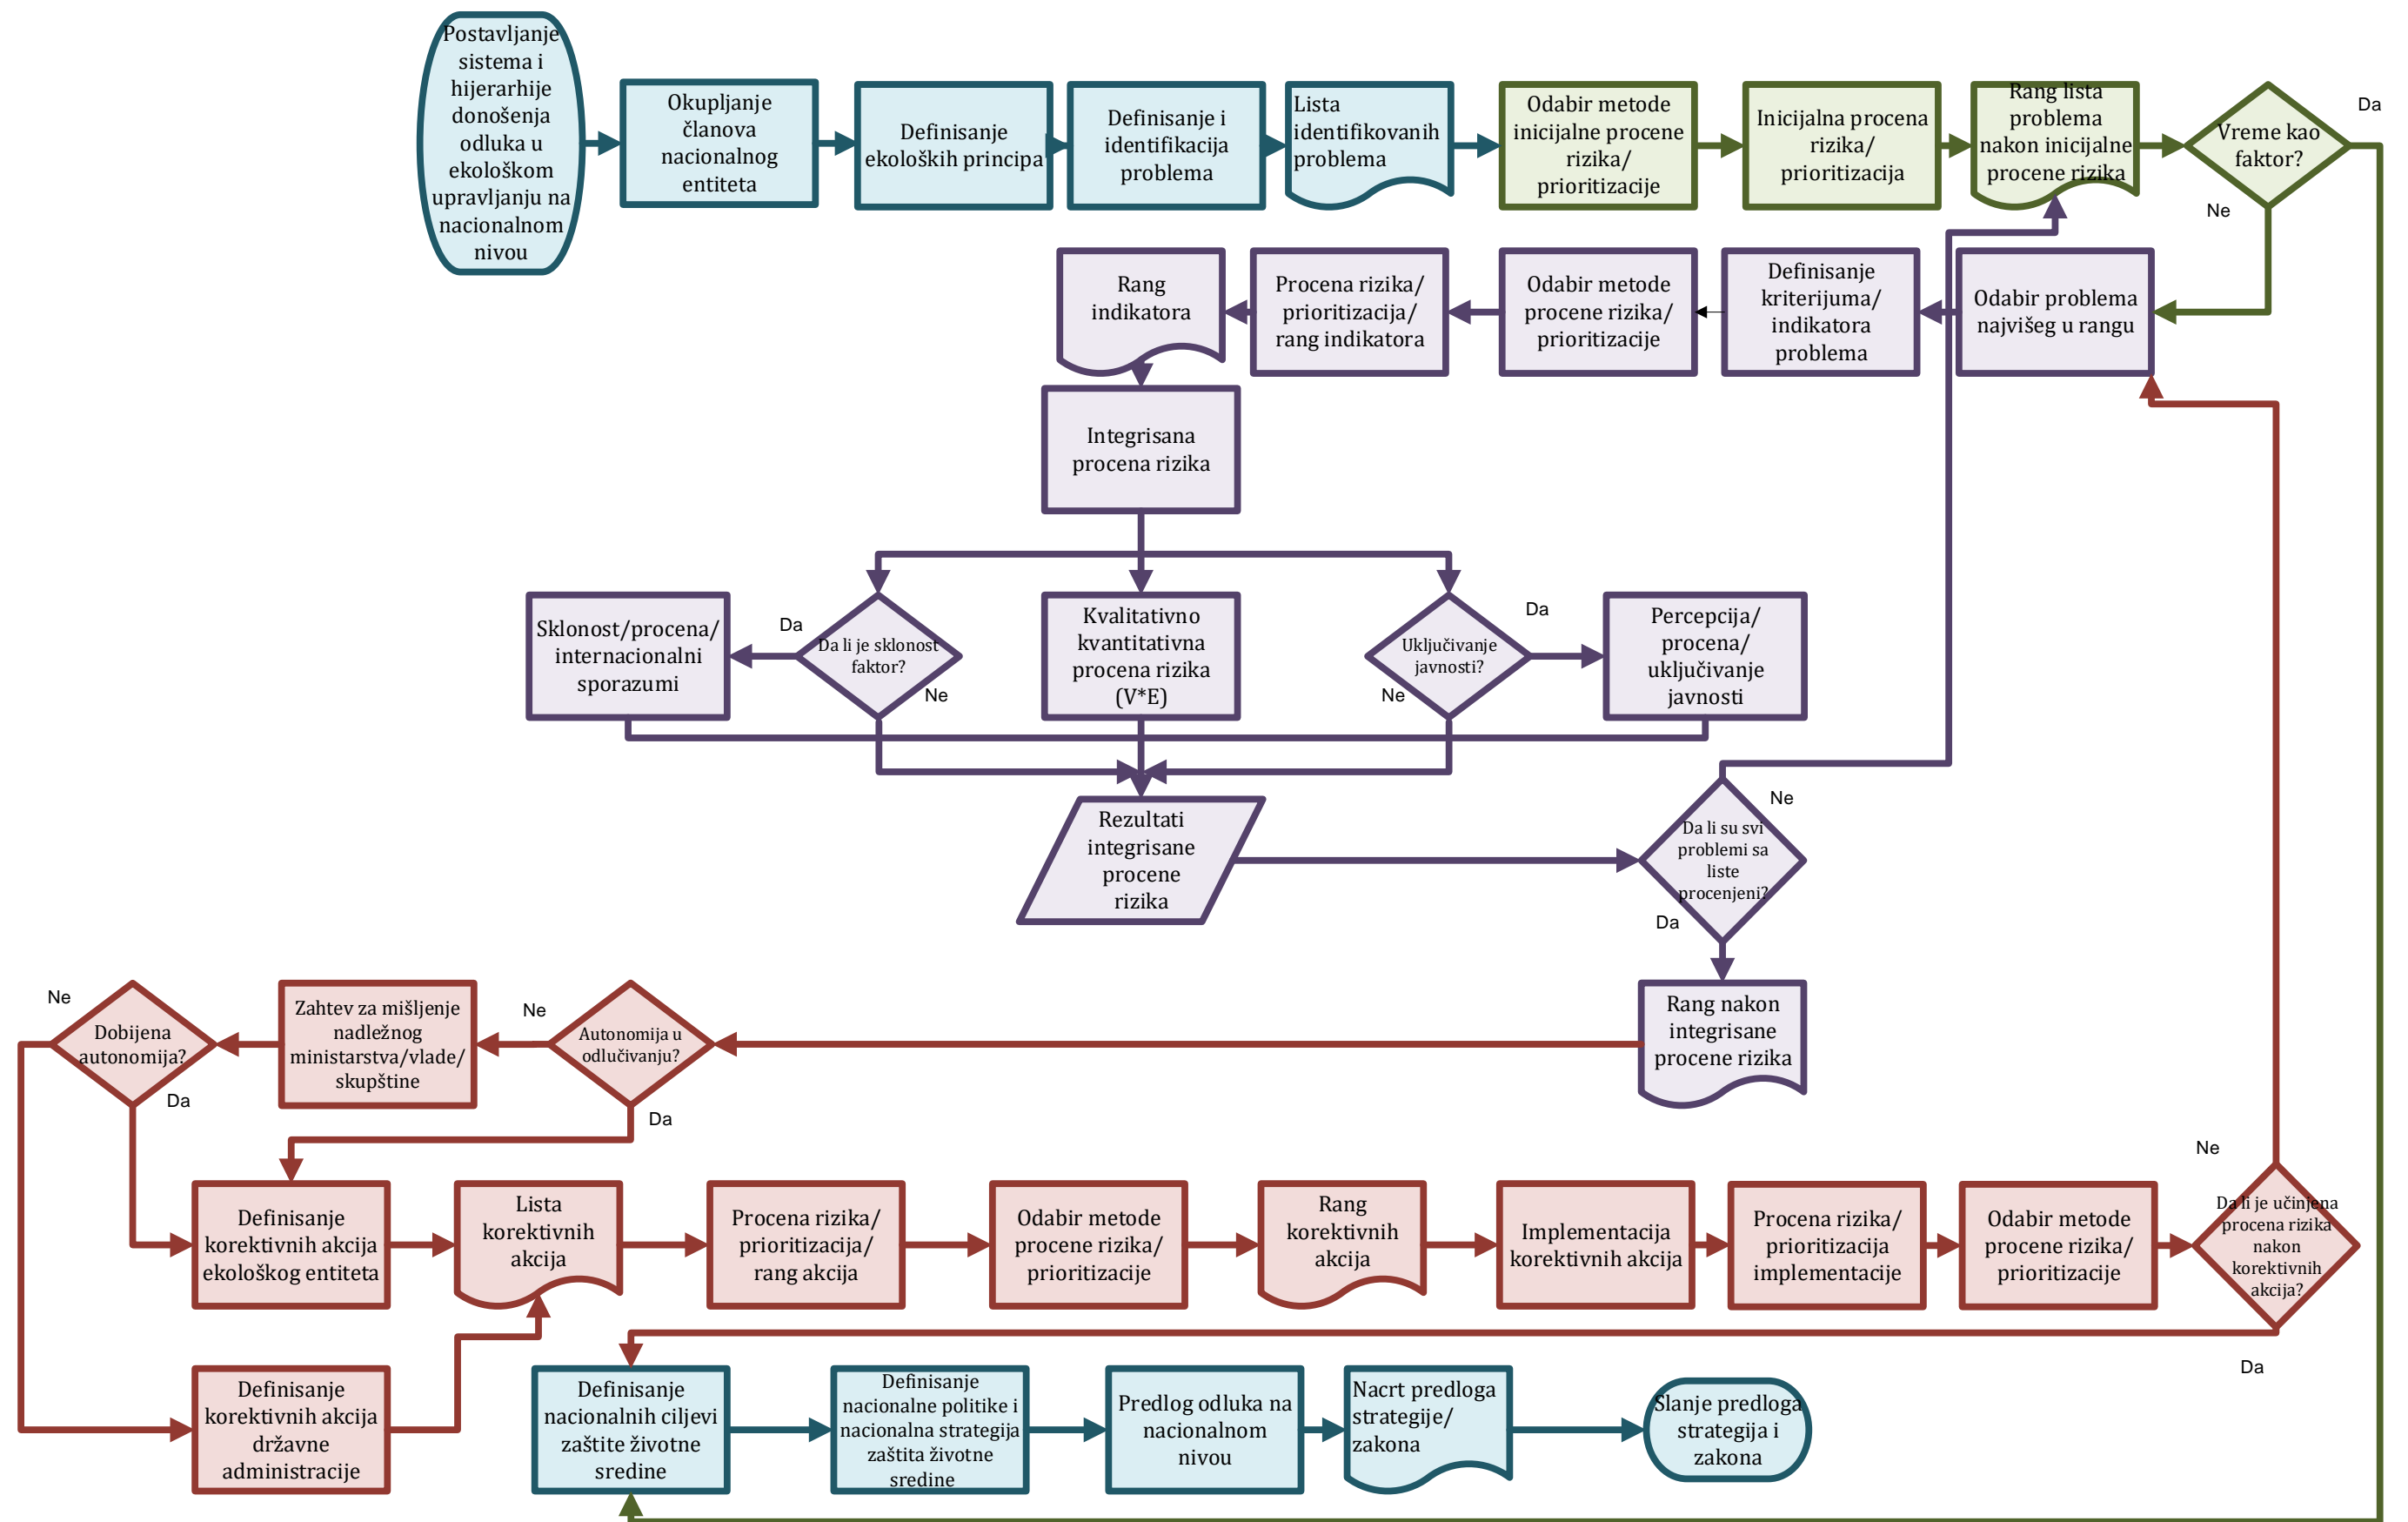 Postavljanje
sistema i
hijerarhije
donošenja
odluka u
ekološkom
upravljanju na
nacionalnom
nivou
Okupljanje
članova
nacionalnog
entiteta
Definisanje
ekoloških principa
Definisanje i
identifikacija
problema
Lista
identifikovanih
problema
Odabir metode
inicijalne procene
rizika/
prioritizacije
Inicijalna procena
rizika/
prioritizacija
Rang lista
problema
nakon inicijalne
procene rizika
Vreme kao
faktor?
Da
Ne
Rang
indikatora
Procena rizika/
prioritizacija/
rang indikatora
Odabir metode
procene rizika/
prioritizacije
Definisanje
kriterijuma/
indikatora
problema
Odabir problema
najvišeg u rangu
Integrisana
procena rizika
Sklonost/procena/
internacionalni
sporazumi
Da
Da li je sklonost
faktor?
Ne
Kvalitativno
kvantitativna
procena rizika
(V*E)
Uključivanje
javnosti?
Da
Ne
Percepcija/
procena/
uključivanje
javnosti
Rezultati
integrisane
procene
rizika
Ne
Da li su svi
problemi sa
liste
procenjeni?
Da
Ne
Dobijena
autonomija?
Da
Zahtev za mišljenje
nadležnog
ministarstva/vlade/
skupštine
Ne
Autonomija u
odlučivanju?
Da
Rang nakon
integrisane
procene rizika
Definisanje
korektivnih akcija
ekološkog entiteta
Lista
korektivnih
akcija
Procena rizika/
prioritizacija/
rang akcija
Odabir metode
procene rizika/
prioritizacije
Rang
korektivnih
akcija
Implementacija
korektivnih akcija
Procena rizika/
prioritizacija
implementacije
Odabir metode
procene rizika/
prioritizacije
Ne
Da li je učinjena
procena rizika
nakon
korektivnih
akcija?
Da
Definisanje
korektivnih akcija
državne
administracije
Definisanje
nacionalnih ciljevi
zaštite životne
sredine
Definisanje
nacionalne politike i
nacionalna strategija
zaštita životne
sredine
Predlog odluka na
nacionalnom
nivou
Nacrt predloga
strategije/
zakona
Slanje predloga
strategija i
zakona